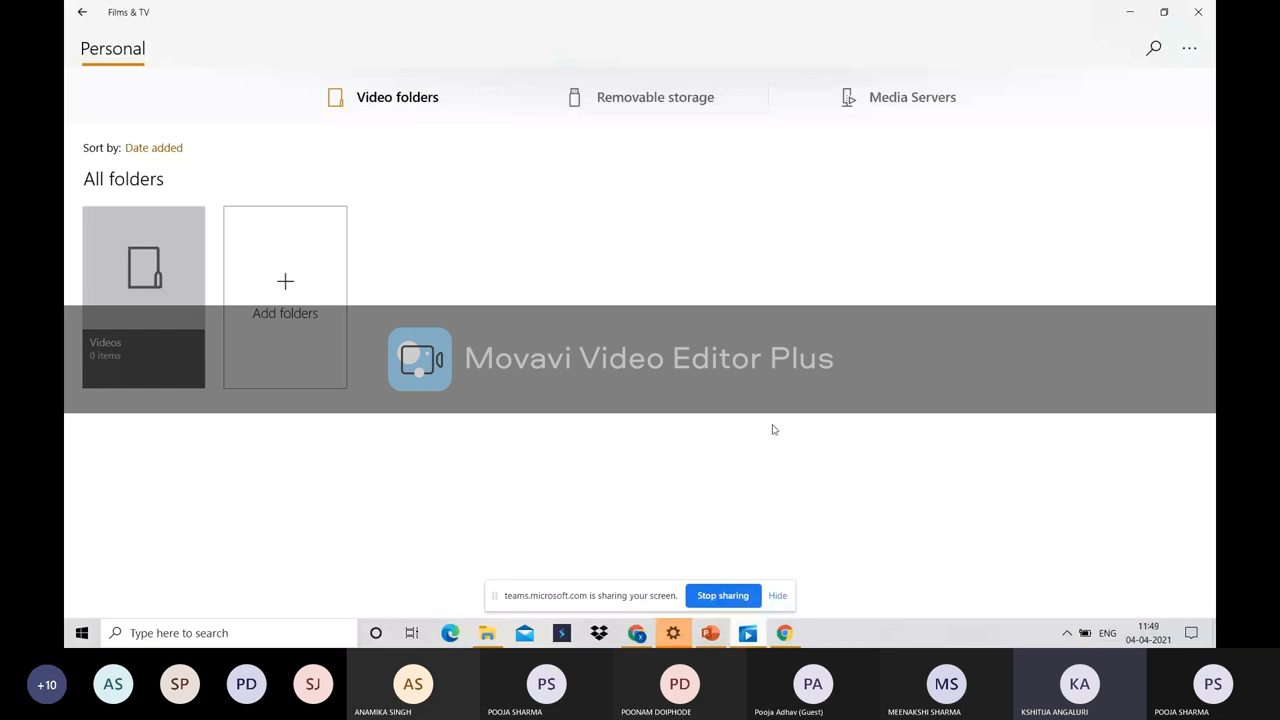 Films & TV
Personal
Video folders
Removable storage
Media Servers
Sort by: Date added
All folders
Add folders
Videos
0 items
Movavi Video Editor Plus
teams.microsoft.com is sharing your screen.
Stop sharing
Hide
Type here to search
ENG
11:49
04-04-2021
+10
AS
SP
PD
SJ
AS
PS
PD
PA
MS
KA
PS
ANAMIKA SINGH
POOJA SHARMA
POONAM DOIPHODE
Pooja Adhav (Guest)
MEENAKSHI SHARMA
KSHITIJA ANGALURI
POOJA SHARMA